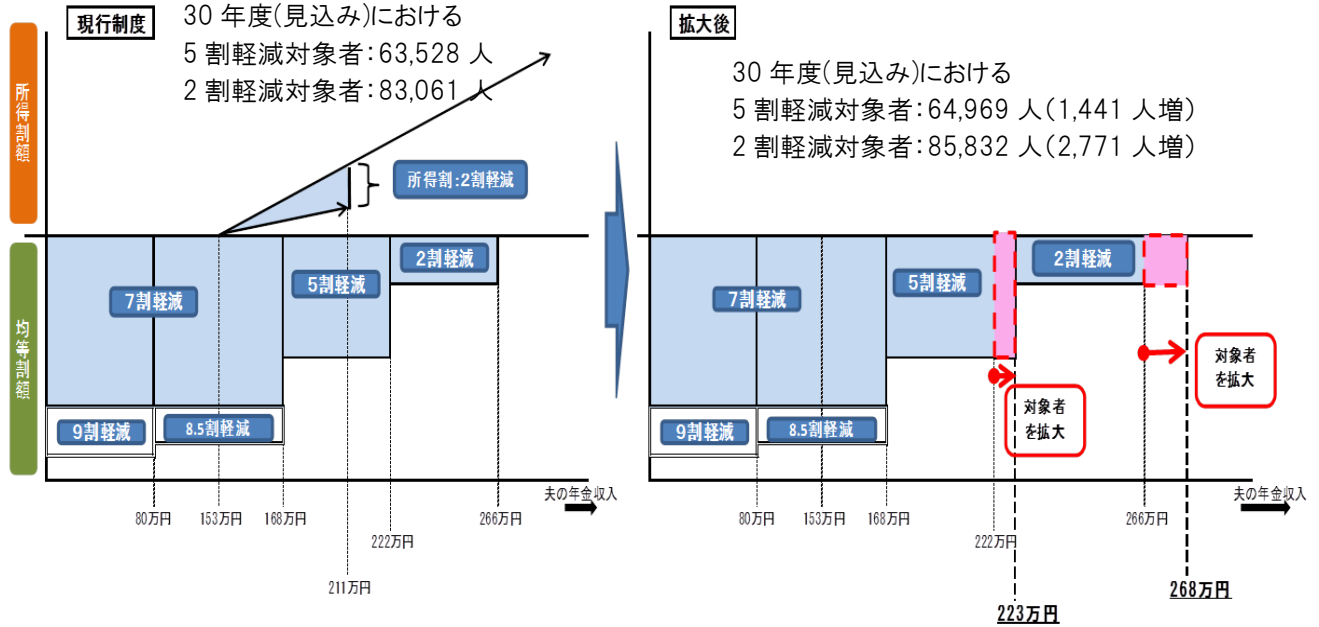 現行制度
30 年度(見込み)における
5 割軽減対象者:63,528 人
2 割軽減対象者:83,061 人
所得割額
所得割:2割軽減
均等割額
7割軽減
5割軽減
2割軽減
9割軽減
8.5割軽減
夫の年金収入
80万円
153万円
168万円
266万円
222万円
211万円
拡大後
30 年度(見込み)における
5 割軽減対象者:64,969 人(1,441 人増)
2 割軽減対象者:85,832 人(2,771 人増)
7割軽減
5割軽減
2割軽減
対象者
を拡大
対象者
を拡大
9割軽減
8.5割軽減
夫の年金収入
80万円
153万円
168万円
266万円
222万円
268万円
223万円